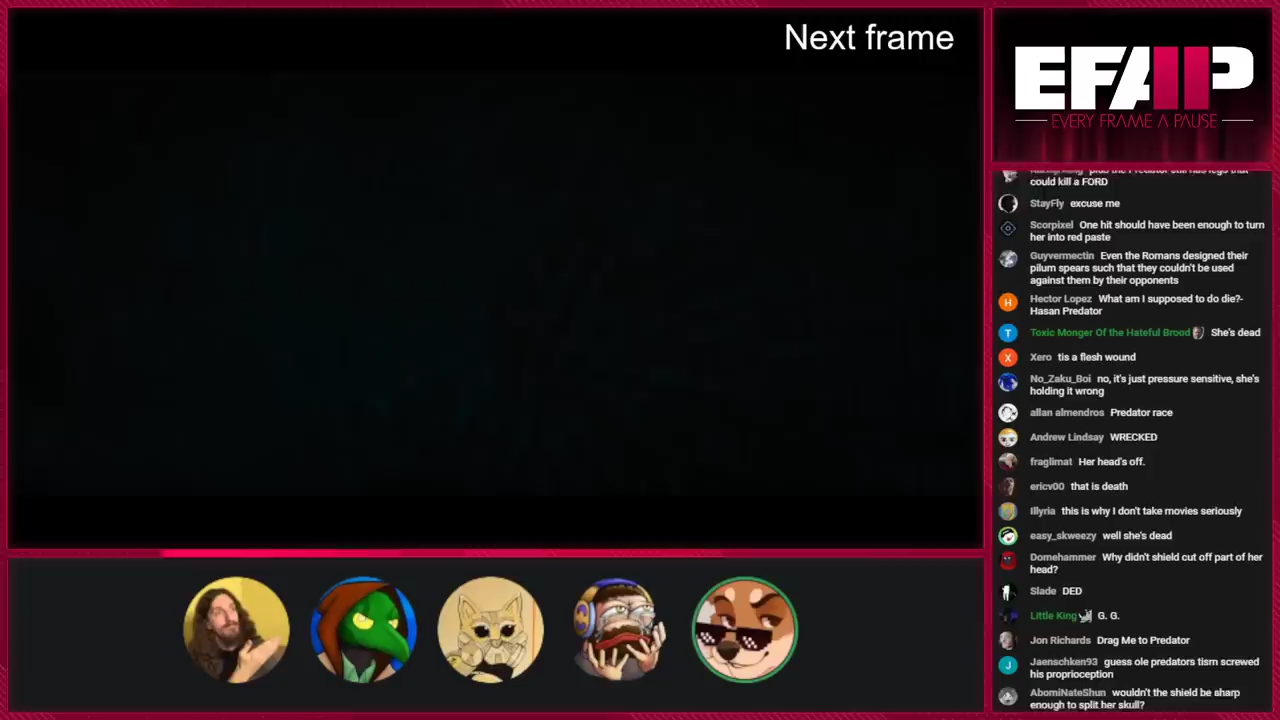 Next frame
EFAP
EVERY FRAME A PAUSE
could kill a FORD
StayFly excuse me
Scorpixel One hit should have been enough to turn
her into red paste
Guyvermectin Even the Romans designed their
pilum spears such that they couldn't be used
against them by their opponents
H
Hector Lopez What am I supposed to do die?-
Hasan Predator
T
Toxic Monger Of the Hateful Brood She's dead
X
Xero tis a flesh wound
No_Zaku_Boi no, it's just pressure sensitive, she's
holding it wrong
allan almendros Predator race
Andrew Lindsay WRECKED
fraglimat Her head's off.
ericv00 that is death
Illyria this is why I don't take movies seriously
easy_skweezy well she's dead
Domehammer Why didn't shield cut off part of her
head?
Slade DED
Little King G. G.
Jon Richards Drag Me to Predator
J
Jaenschken93 guess ole predators tism screwed
his proprioception
AbomiNateShun wouldn't the shield be sharp
enough to split her skull?